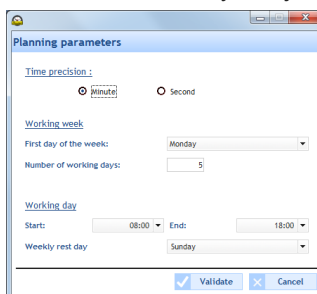 Planning parameters
Time precision :
Minute Second
Working week
First day of the week: Monday
Number of working days: 5
Working day
Start: 08:00 End: 18:00
Weekly rest day Sunday
Validate Cancel